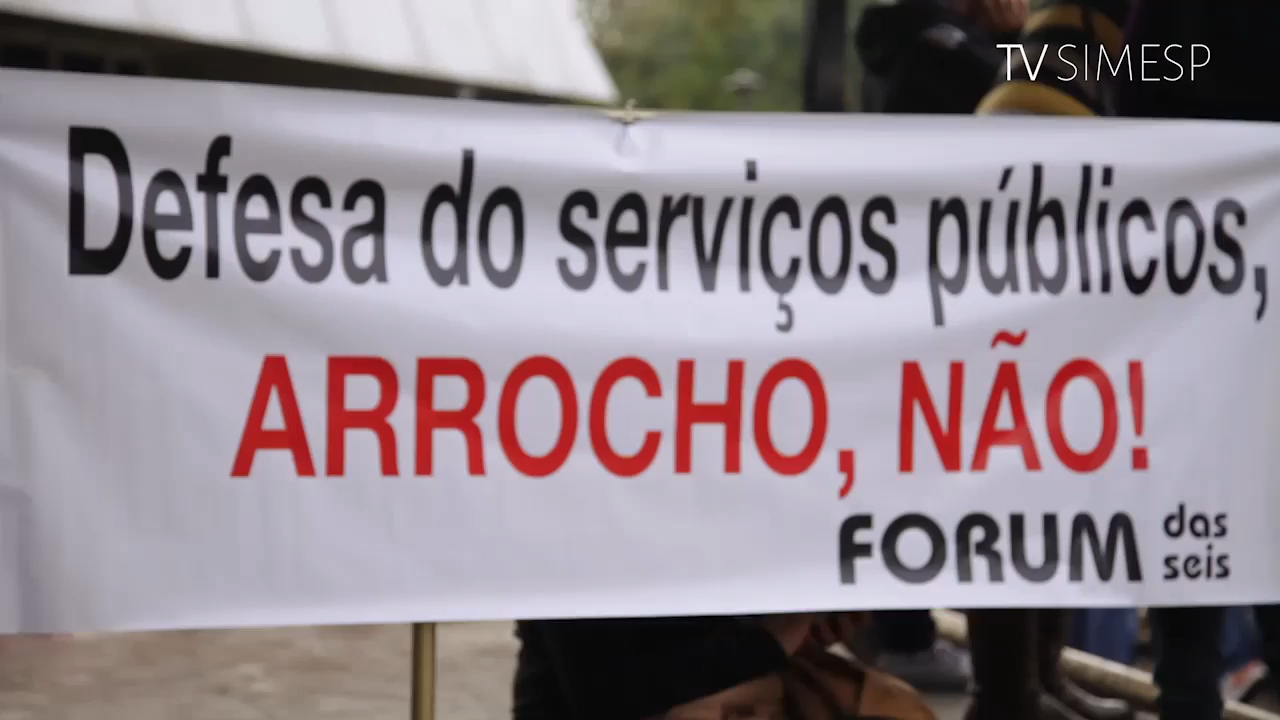 TV SIMESP
Defesa do serviços públicos,
ARROCHO, NÃO!
FORUM das
seis